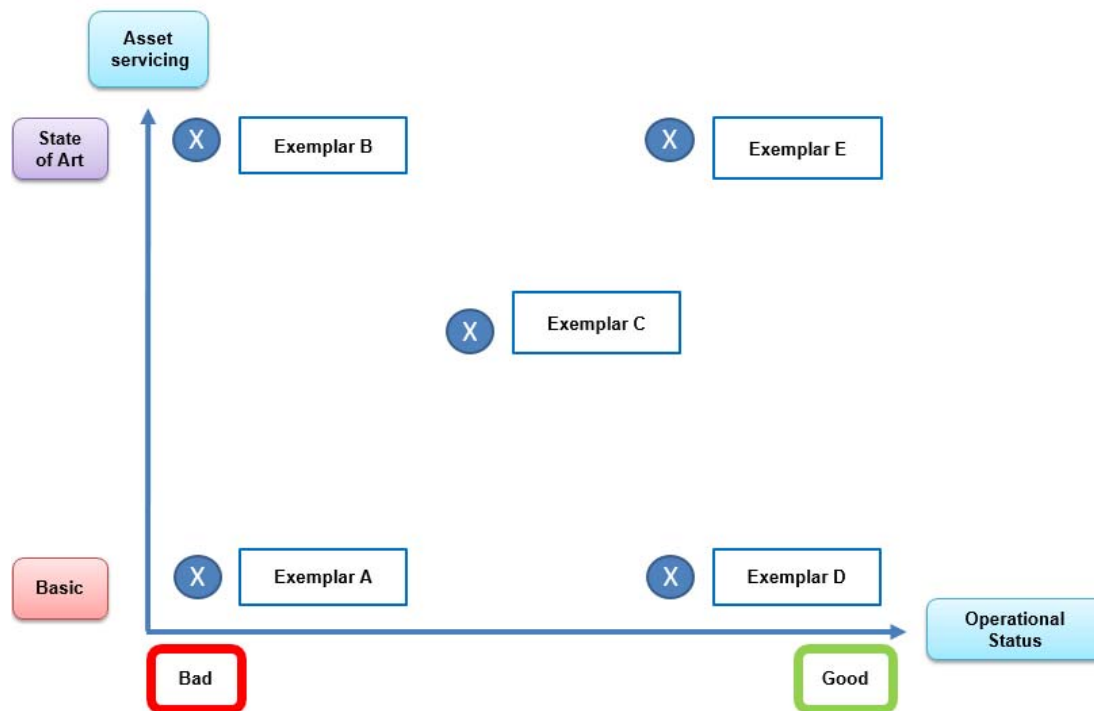 Asset
servicing
State
of Art
X
Exemplar B
X
Exemplar E
X
Exemplar C
Basic
X
Exemplar A
X
Exemplar D
Operational
Status
Bad
Good